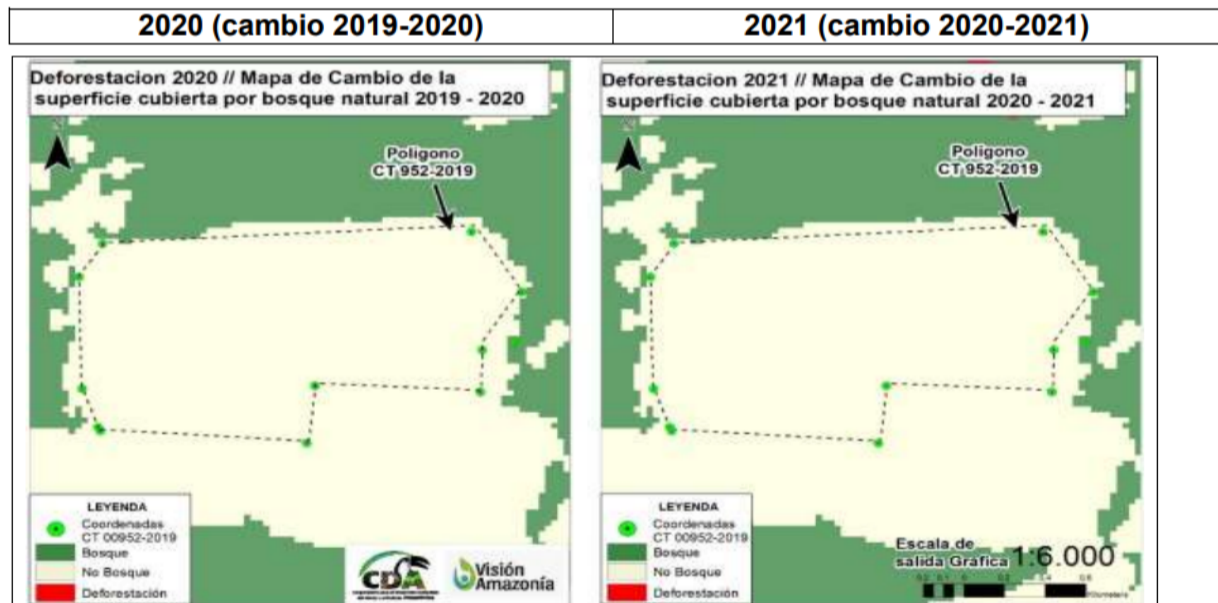 2020 (cambio 2019-2020)
2021 (cambio 2020-2021)
Deforestacion 2020 // Mapa de Cambio de la
superficie cubierta por bosque natural 2019 - 2020
Poligono
CT 952-2019
LEYENDA
Coordenadas
CT 00952-2019
Bosque
No Bosque
Deforestación
CDA
Visión
Amazonía
Deforestacion 2021 // Mapa de Cambio de la
superficie cubierta por bosque natural 2020 - 2021
Poligono
CT 952-2019
LEYENDA
Coordenadas
CT 00952-2019
Bosque
No Bosque
Deforestación
Escala de
salida Gráfica 1:6.000